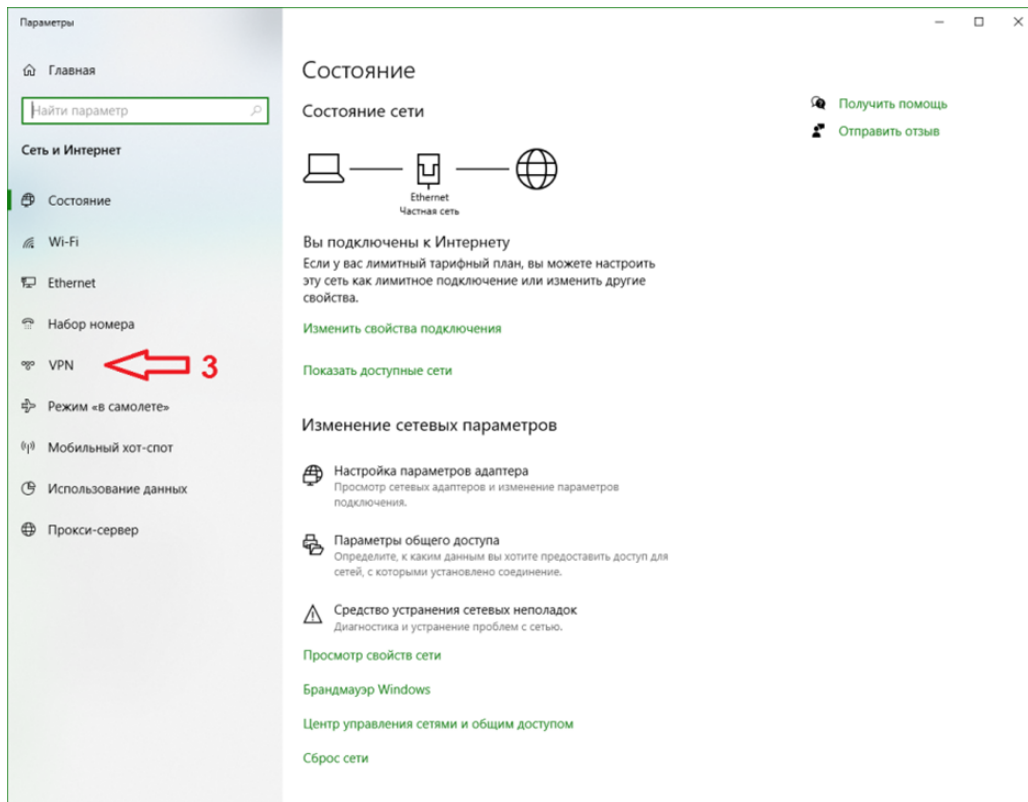 Параметры
Главная
Найти параметр
Сеть и Интернет
Состояние
Wi-Fi
Ethernet
Набор номера
VPN
3
Режим «в самолете»
Мобильный хот-спот
Использование данных
Прокси-сервер
Состояние
Состояние сети
Ethernet
Частная сеть
Вы подключены к Интернету
Если у вас лимитный тарифный план, вы можете настроить
эту сеть как лимитное подключение или изменить другие
свойства.
Изменить свойства подключения
Показать доступные сети
Изменение сетевых параметров
Настройка параметров адаптера
Просмотр сетевых адаптеров и изменение параметров
подключения.
Параметры общего доступа
Определите, к каким данным вы хотите предоставить доступ для
сетей, с которыми установлено соединение.
Средство устранения сетевых неполадок
Диагностика и устранение проблем с сетью.
Просмотр свойств сети
Брандмауэр Windows
Центр управления сетями и общим доступом
Сброс сети
Получить помощь
Отправить отзыв